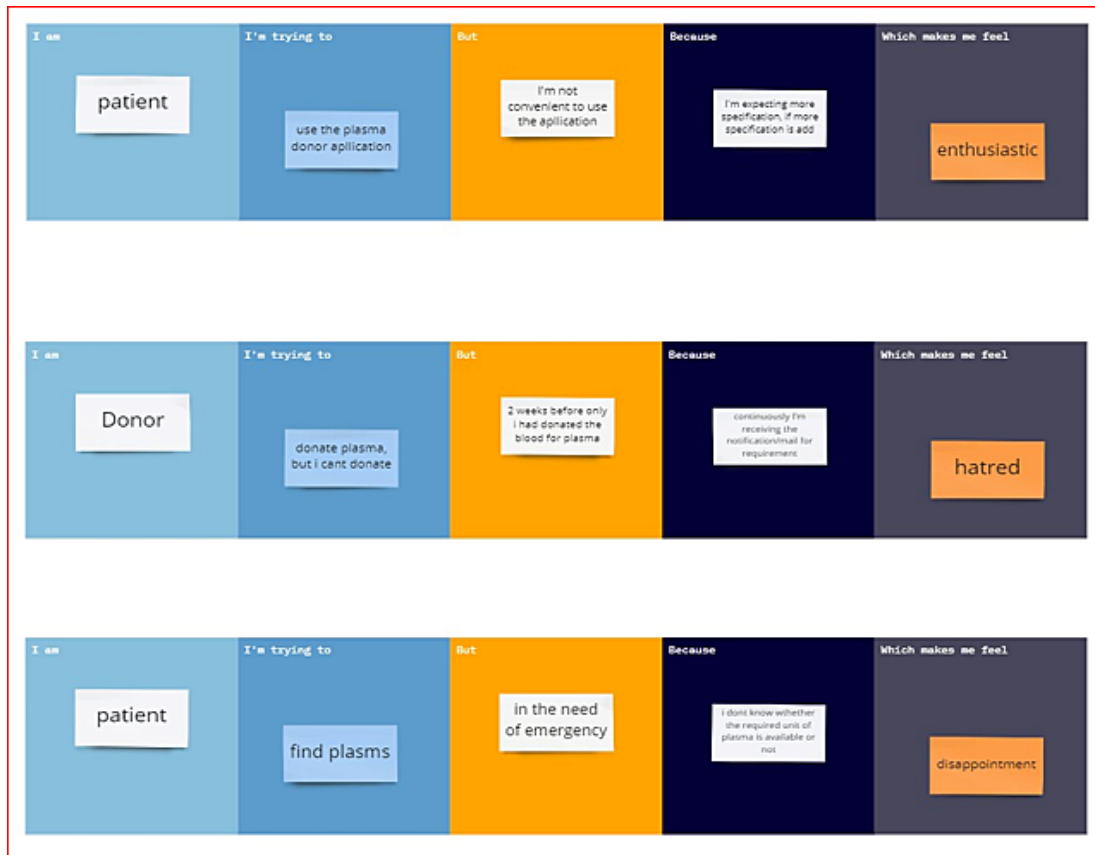 I am
I'm trying to
But
Because
Which makes me feel
patient
use the plasma
donor apllication
I'm not
convenient to use
the apllication
I'm expecting more
specification, if more
specification is add
enthusiastic
I am
I'm trying to
But
Because
Which makes me feel
Donor
donate plasma,
but i cant donate
2 weeks before only
i had donated the
blood for plasma
continuously I'm
receiving the
notification/mail for
requirement
hatred
I am
I'm trying to
But
Because
Which makes me feel
patient
find plasms
in the need
of emergency
i dont know wthether
the required unit of
plasma is available or
not
disappointment